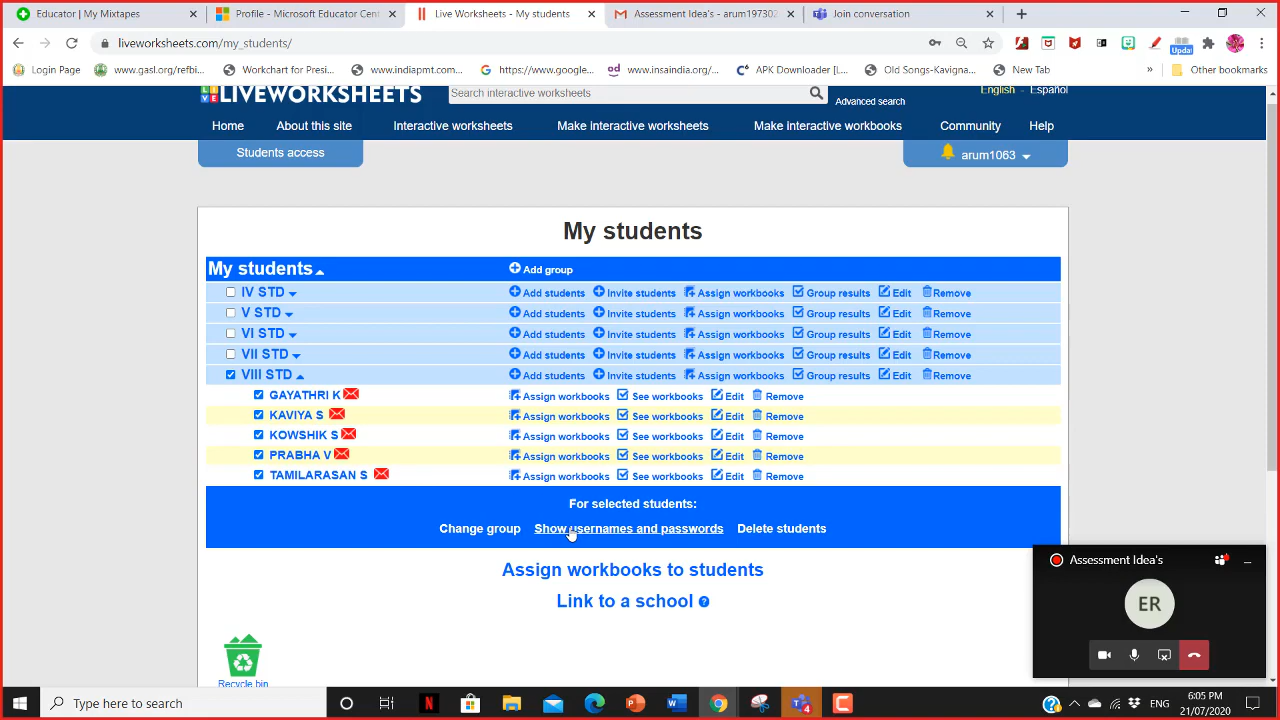 Educator | My Mixtapes
Profile - Microsoft Educator Cent
Live Worksheets - My students
Assessment Idea's - arum19730
Join conversation
liveworksheets.com/my_students/
Update
Login Page
www.gasl.org/refbi...
Workchart for Presi...
www.indiapmt.com...
https://www.google...
www.insaindia.org/...
APK Downloader [L...
Old Songs-Kavigna...
New Tab
»
Other bookmarks
LIVEWORKSHEETS
Search interactive worksheets
Advanced search
English - Español
Home
About this site
Interactive worksheets
Make interactive worksheets
Make interactive workbooks
Community
Help
Students access
arum1063
My students
My students
Add group
IV STD Add students Invite students Assign workbooks Group results Edit Remove
V STD Add students Invite students Assign workbooks Group results Edit Remove
VI STD Add students Invite students Assign workbooks Group results Edit Remove
VII STD Add students Invite students Assign workbooks Group results Edit Remove
VIII STD Add students Invite students Assign workbooks Group results Edit Remove
GAYATHRI K Assign workbooks See workbooks Edit Remove
KAVIYA S Assign workbooks See workbooks Edit Remove
KOWSHIK S Assign workbooks See workbooks Edit Remove
PRABHA V Assign workbooks See workbooks Edit Remove
TAMILARASAN S Assign workbooks See workbooks Edit Remove
For selected students:
Change group Show usernames and passwords Delete students
Assign workbooks to students
Link to a school ?
Recycle bin
Assessment Idea's
ER
Type here to search
4
ENG
6:05 PM
21/07/2020